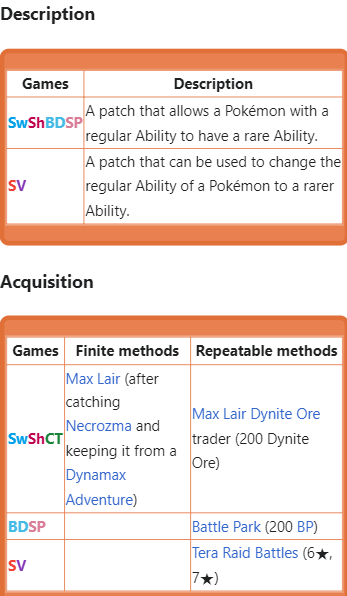 Description
Games Description
SwShBDSP A patch that allows a Pokémon with a
regular Ability to have a rare Ability.
SV A patch that can be used to change the
regular Ability of a Pokémon to a rarer
Ability.
Acquisition
Games Finite methods Repeatable methods
SwShCT Max Lair (after
catching
Necrozma and
keeping it from a
Dynamax
Adventure) Max Lair Dynite Ore
trader (200 Dynite
Ore)
BDSP Battle Park (200 BP)
SV Tera Raid Battles (6★,
7★)